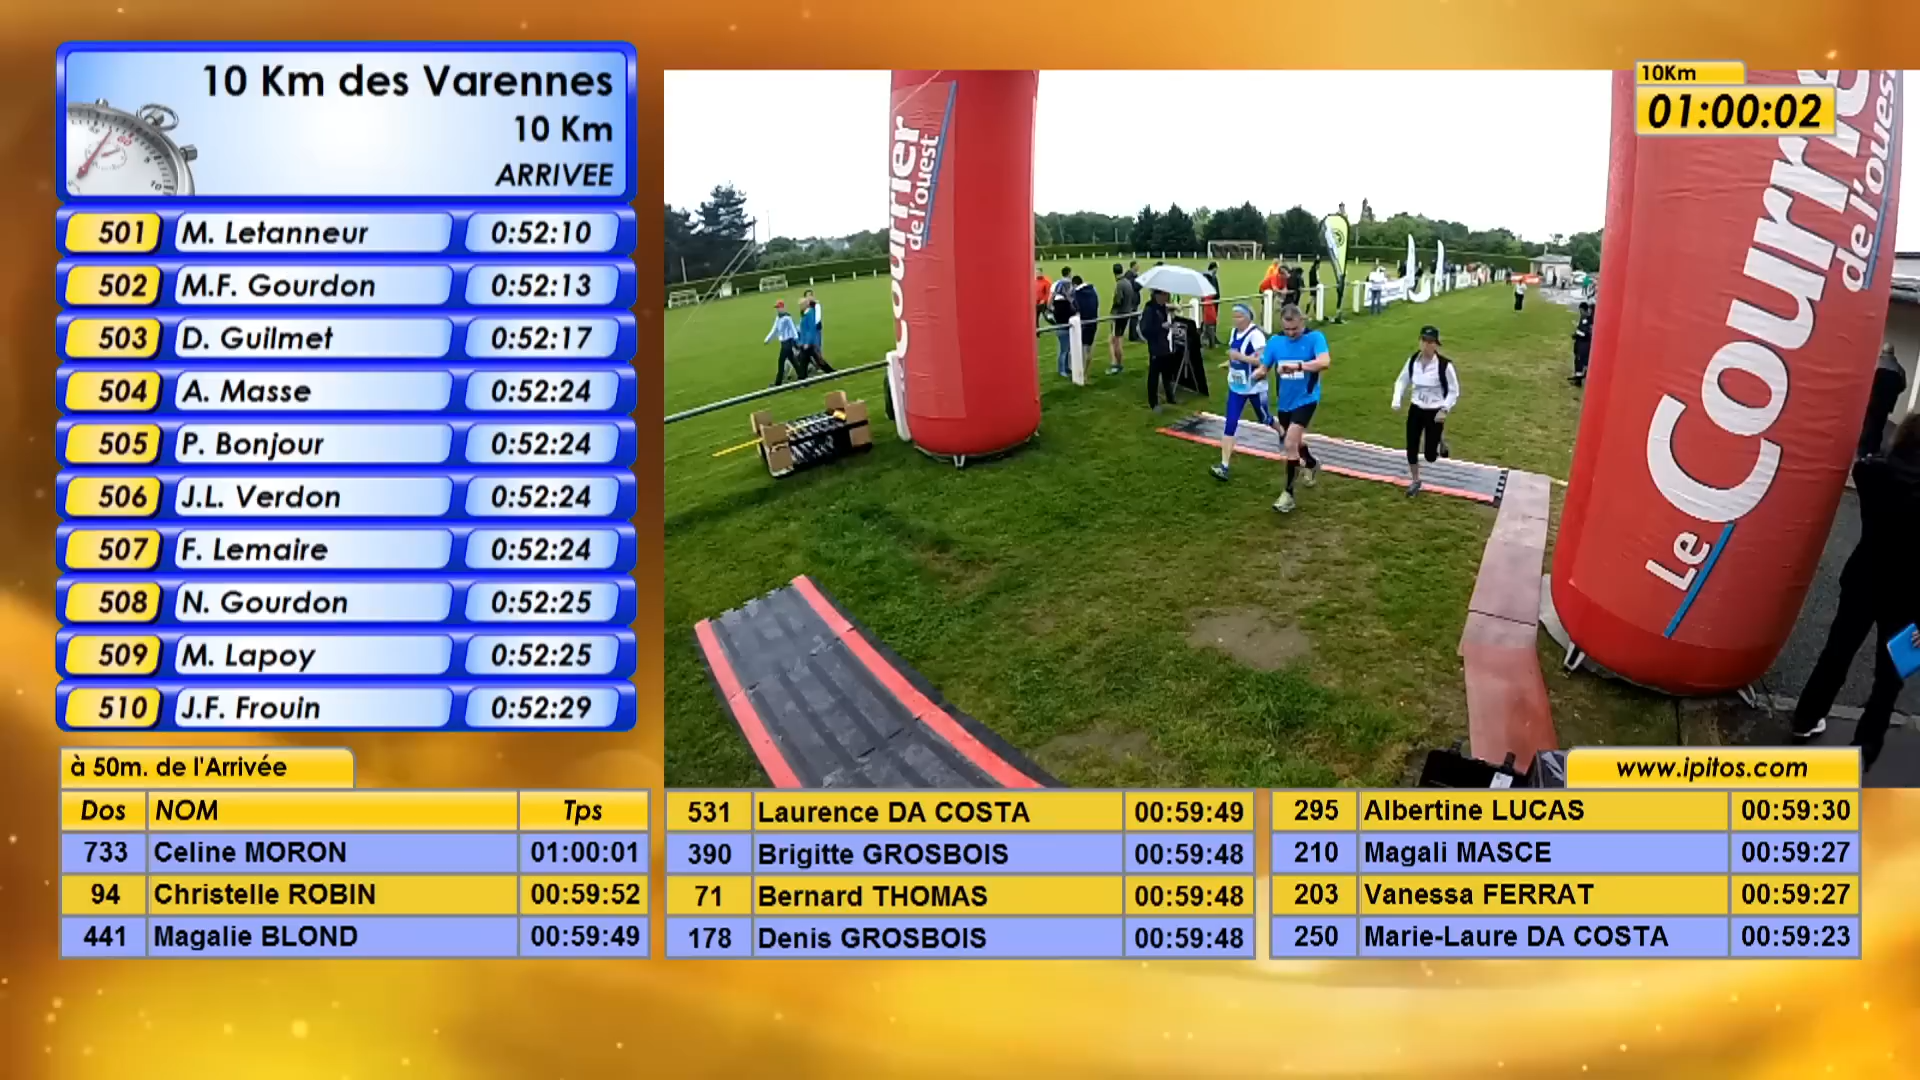 10 Km des Varennes
10 Km
ARRIVEE
501 M. Letanneur 0:52:10
502 M.F. Gourdon 0:52:13
503 D. Guilmet 0:52:17
504 A. Masse 0:52:24
505 P. Bonjour 0:52:24
506 J.L. Verdon 0:52:24
507 F. Lemaire 0:52:24
508 N. Gourdon 0:52:25
509 M. Lapoy 0:52:25
510 J.F. Frouin 0:52:29
10Km
01:00:02
Courrier
de l'ouest
Le Courrie
de l'ouest
www.ipitos.com
à 50m. de l'Arrivée
Dos NOM Tps
733 Celine MORON 01:00:01
94 Christelle ROBIN 00:59:52
441 Magalie BLOND 00:59:49
531 Laurence DA COSTA 00:59:49
390 Brigitte GROSBOIS 00:59:48
71 Bernard THOMAS 00:59:48
178 Denis GROSBOIS 00:59:48
295 Albertine LUCAS 00:59:30
210 Magali MASCE 00:59:27
203 Vanessa FERRAT 00:59:27
250 Marie-Laure DA COSTA 00:59:23